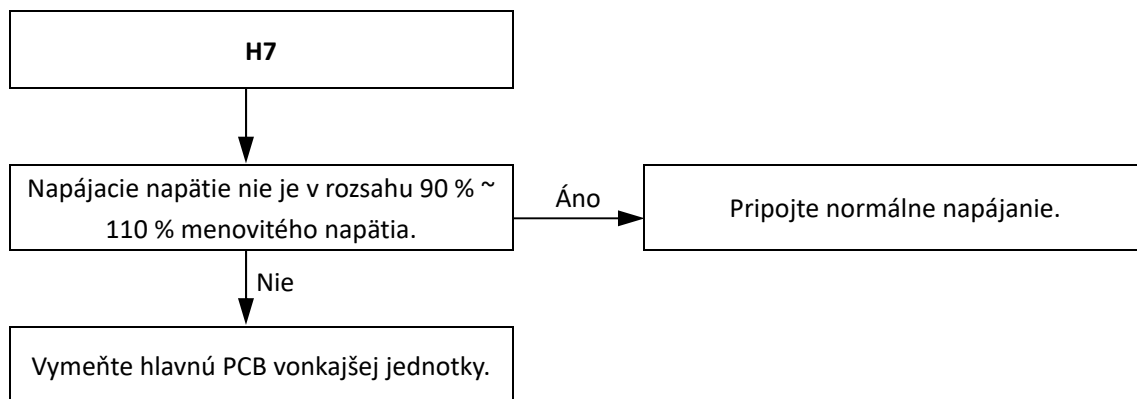 H7
Napájacie napätie nie je v rozsahu 90 % ~
110 % menovitého napätia.
Áno
Pripojte normálne napájanie.
Nie
Vymeňte hlavnú PCB vonkajšej jednotky.